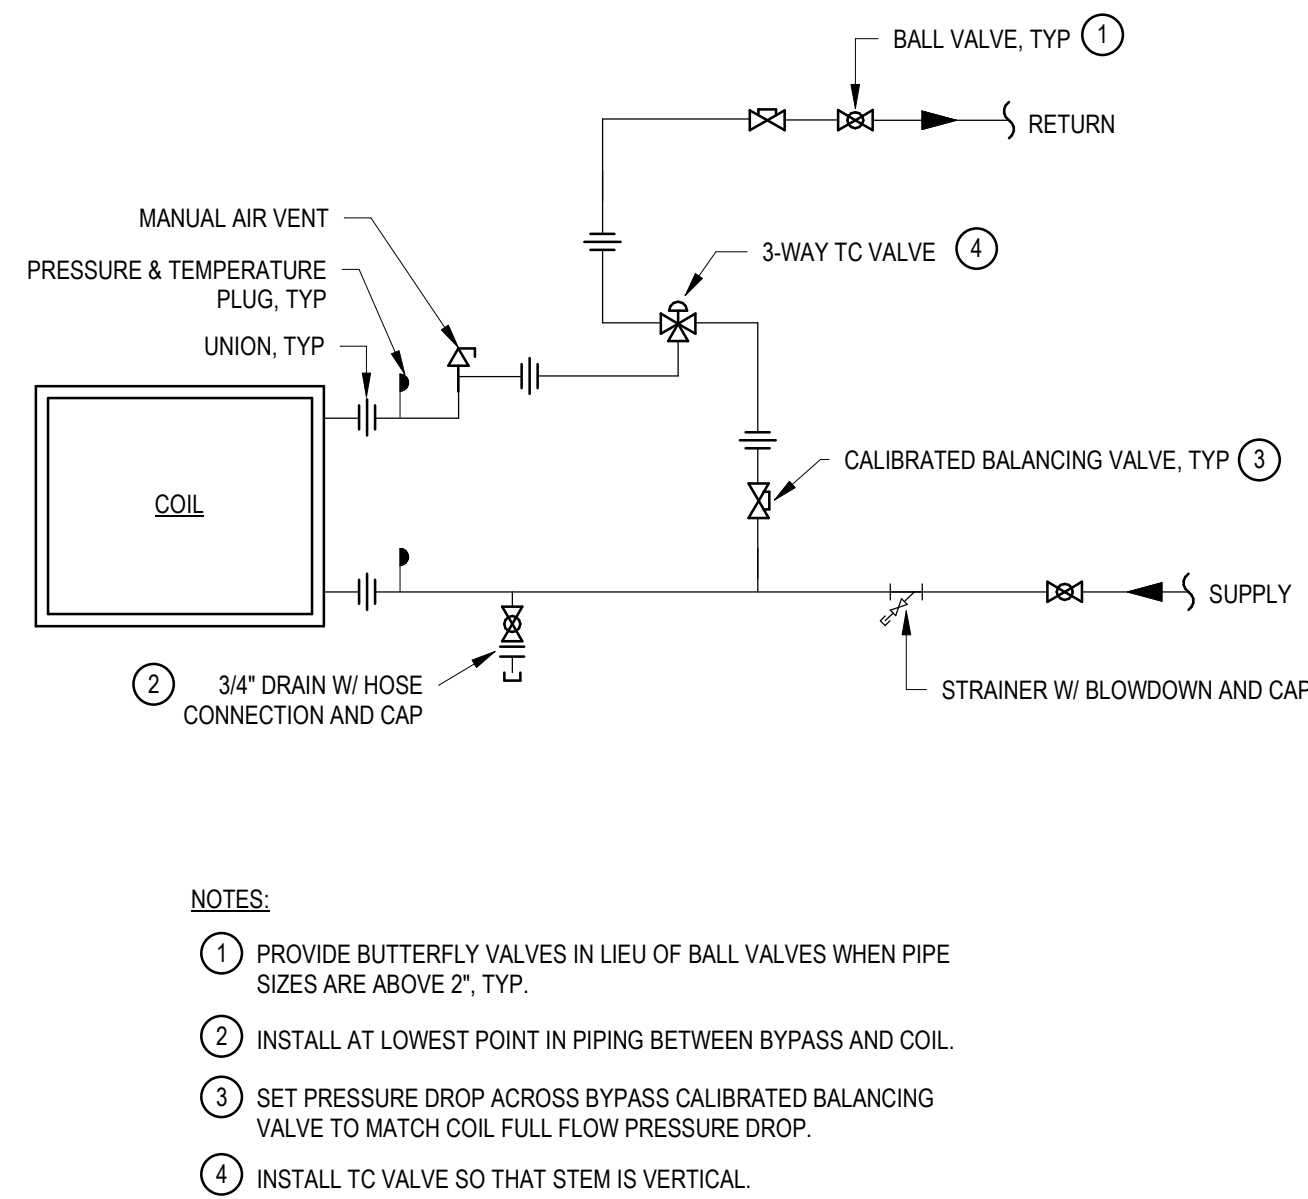 BALL VALVE, TYP 1
RETURN
MANUAL AIR VENT
3-WAY TC VALVE 4
PRESSURE & TEMPERATURE
PLUG, TYP
UNION, TYP
CALIBRATED BALANCING VALVE, TYP 3
COIL
SUPPLY
2 3/4" DRAIN W/ HOSE
CONNECTION AND CAP
STRAINER W/ BLOWDOWN AND CAP
NOTES:
1 PROVIDE BUTTERFLY VALVES IN LIEU OF BALL VALVES WHEN PIPE
SIZES ARE ABOVE 2", TYP.
2 INSTALL AT LOWEST POINT IN PIPING BETWEEN BYPASS AND COIL.
3 SET PRESSURE DROP ACROSS BYPASS CALIBRATED BALANCING
VALVE TO MATCH COIL FULL FLOW PRESSURE DROP.
4 INSTALL TC VALVE SO THAT STEM IS VERTICAL.